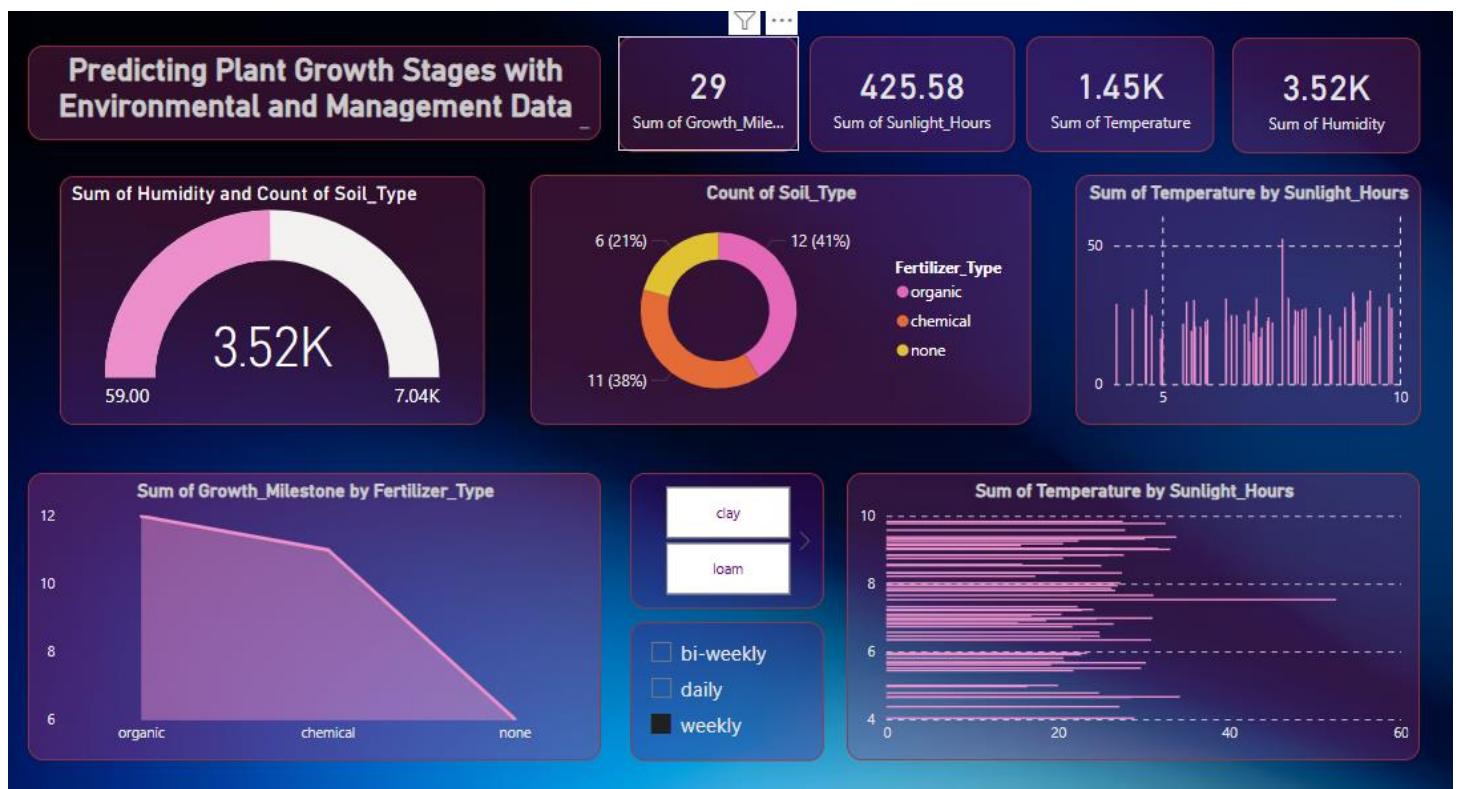 Predicting Plant Growth Stages with
Environmental and Management Data _
29
Sum of Growth_Mile...
425.58
Sum of Sunlight_Hours
1.45K
Sum of Temperature
3.52K
Sum of Humidity
Sum of Humidity and Count of Soil_Type
3.52K
59.00
7.04K
Count of Soil_Type
6 (21%)
12 (41%)
11 (38%)
Fertilizer_Type
organic
chemical
none
Sum of Temperature by Sunlight_Hours
50
0
5
10
Sum of Growth_Milestone by Fertilizer_Type
12
10
8
6
organic
chemical
none
clay
loam
bi-weekly
daily
weekly
Sum of Temperature by Sunlight_Hours
10
8
6
4
0
20
40
60